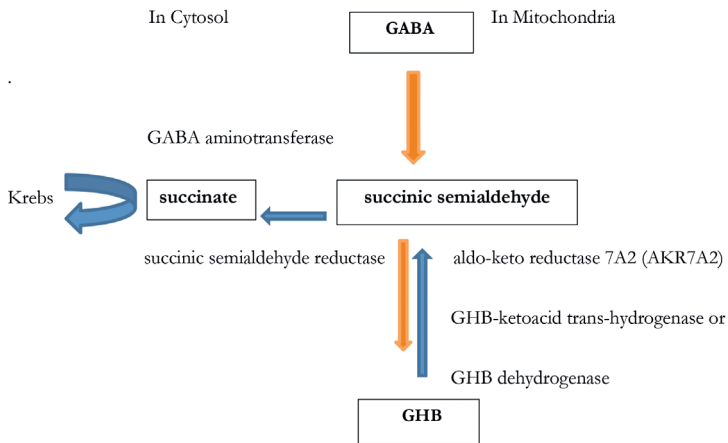 In Cytosol
GABA
In Mitochondria
.
GABA aminotransferase
Krebs
succinate
succinic semialdehyde
succinic semialdehyde reductase
aldo-keto reductase 7A2 (AKR7A2)
GHB-ketoacid trans-hydrogenase or
GHB dehydrogenase
GHB